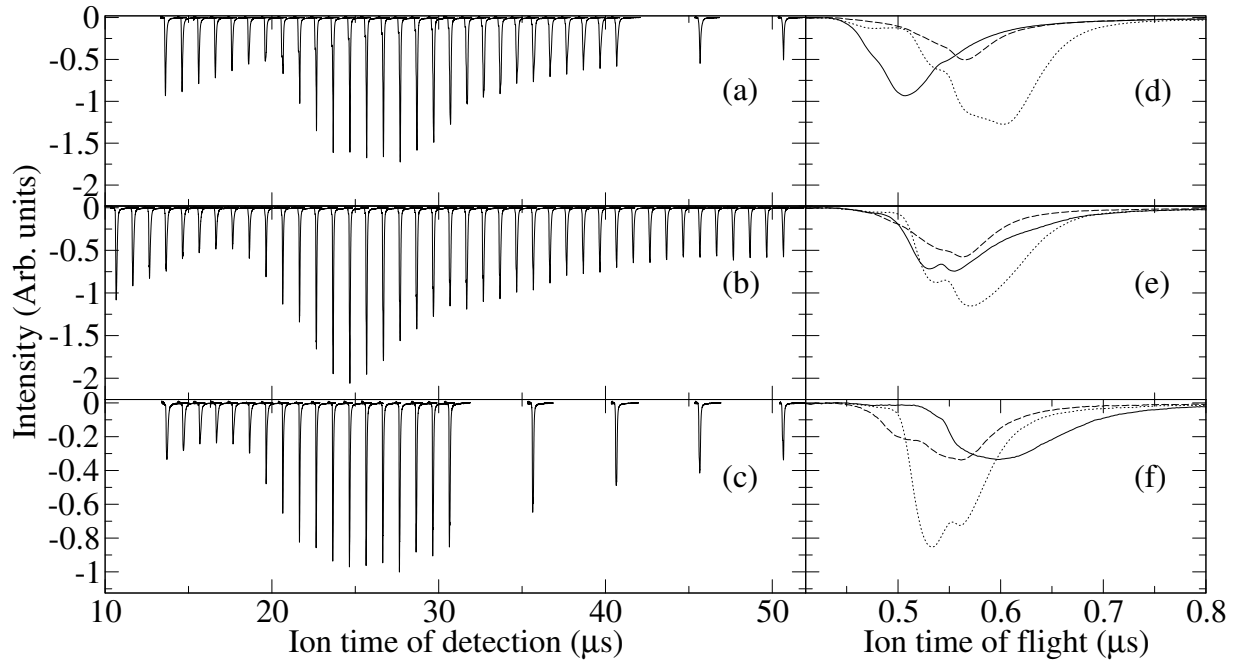 0
-0.5
-1
-1.5
-2
(a)
(d)
0
-0.5
-1
-1.5
-2
(b)
(e)
0
-0.2
-0.4
-0.6
-0.8
-1
(c)
(f)
Intensity (Arb. units)
10 20 30 40 50
0.5 0.6 0.7 0.8
Ion time of detection (μs)
Ion time of flight (μs)